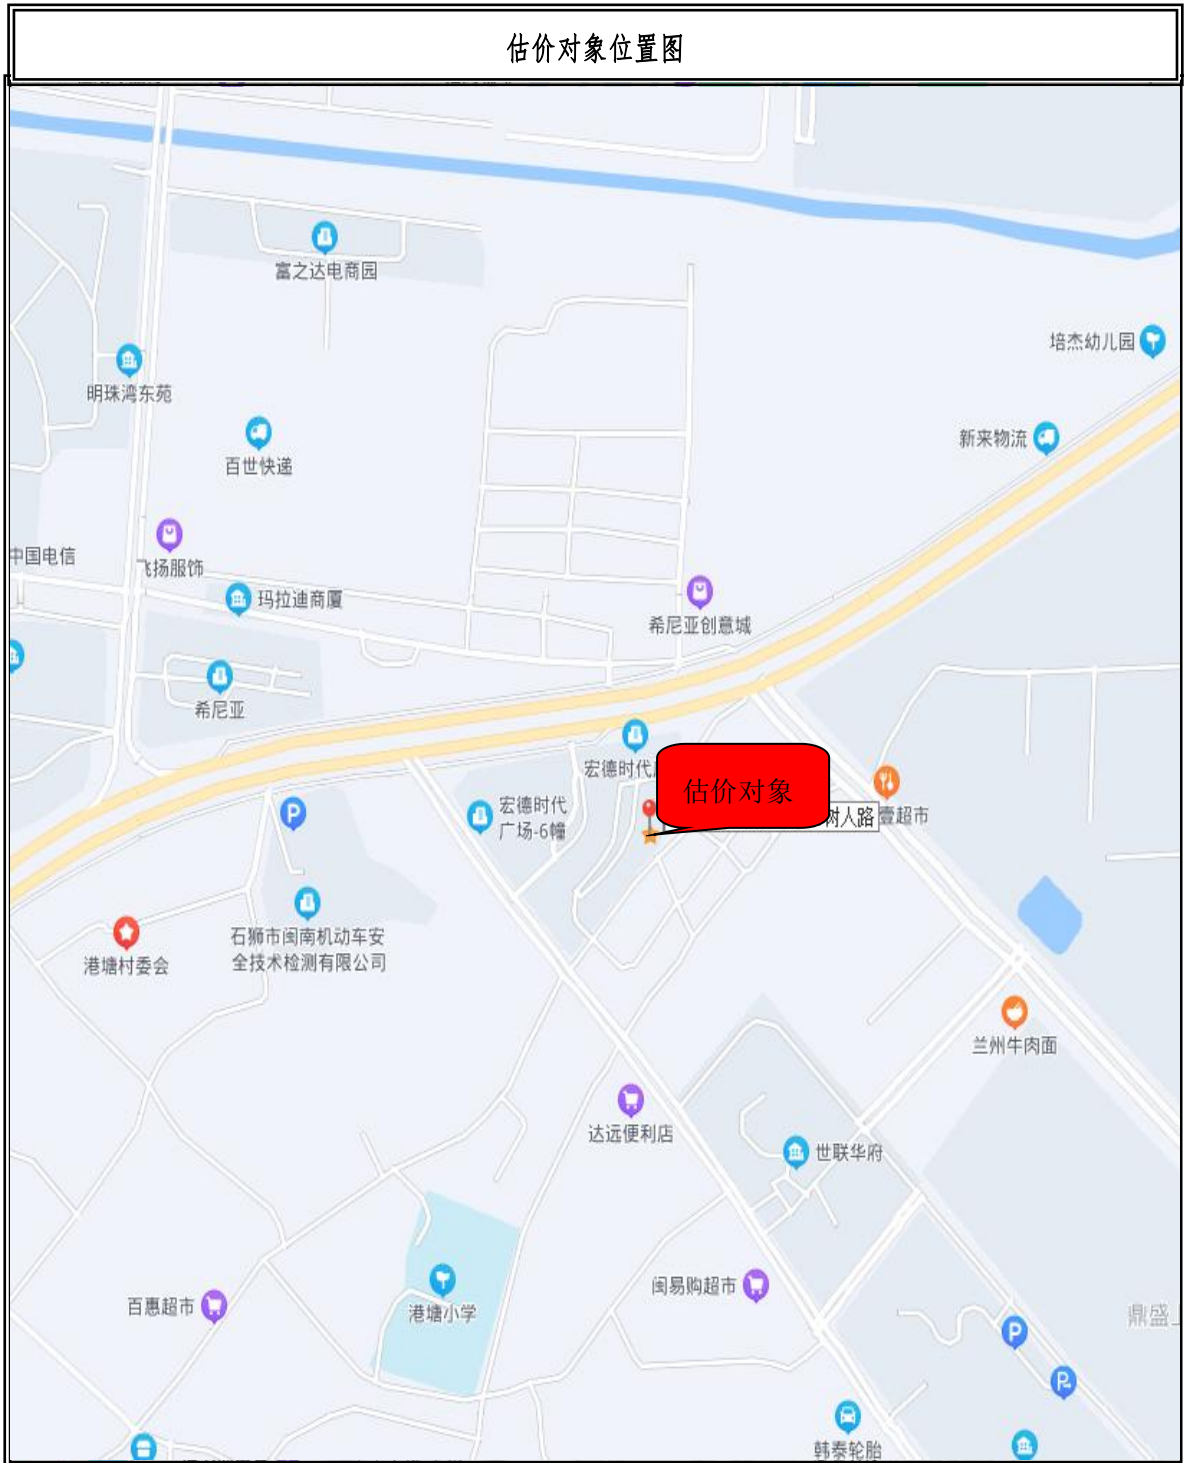 估价对象位置图
富之达电商园
培杰幼儿园
明珠湾东苑
新来物流
百世快递
中国电信
飞扬服饰
玛拉迪商厦
希尼亚创意城
希尼亚
宏德时代
估价对象
宏德时代
广场-6幢
树人路
壹超市
P
石狮市闽南机动车安
全技术检测有限公司
港塘村委会
兰州牛肉面
达远便利店
世联华府
闽易购超市
百惠超市
港塘小学
鼎盛
P
P
韩泰轮胎